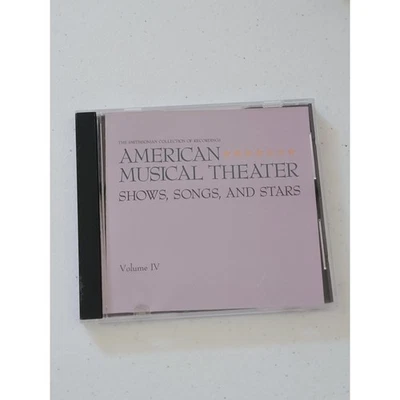 THE SMITHSONIAN COLLECTION OF RECORDINGS
AMERICAN
MUSICAL THEATER
SHOWS, SONGS, AND STARS
Volume IV